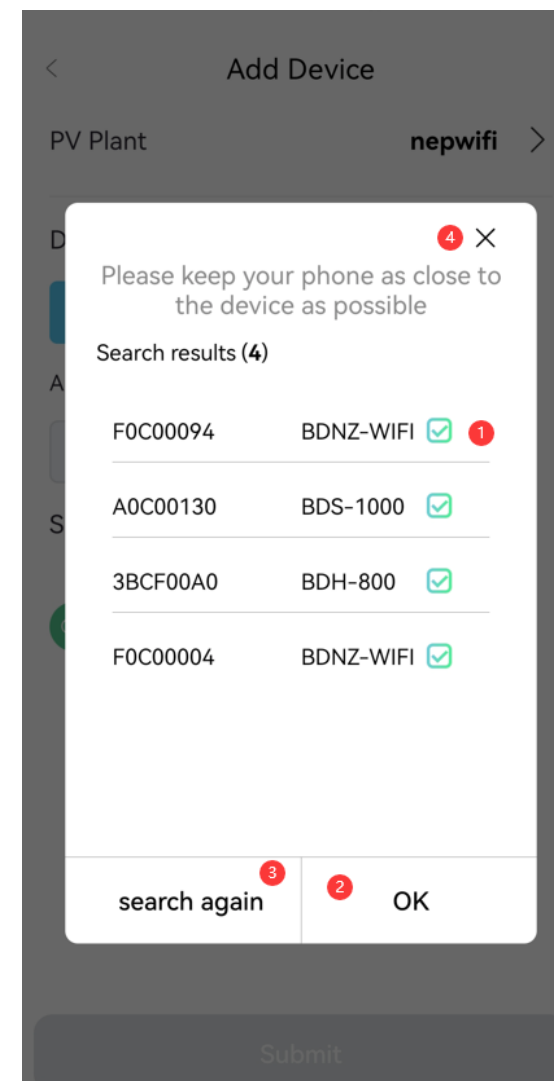 Add Device
PV Plant nepwifi
D
4
Please keep your phone as close to
the device as possible
Search results (4)
A
F0C00094 BDNZ-WIFI 1
A0C00130 BDS-1000
S
3BCF00A0 BDH-800
F0C00004 BDNZ-WIFI
3
search again 2 OK
Submit